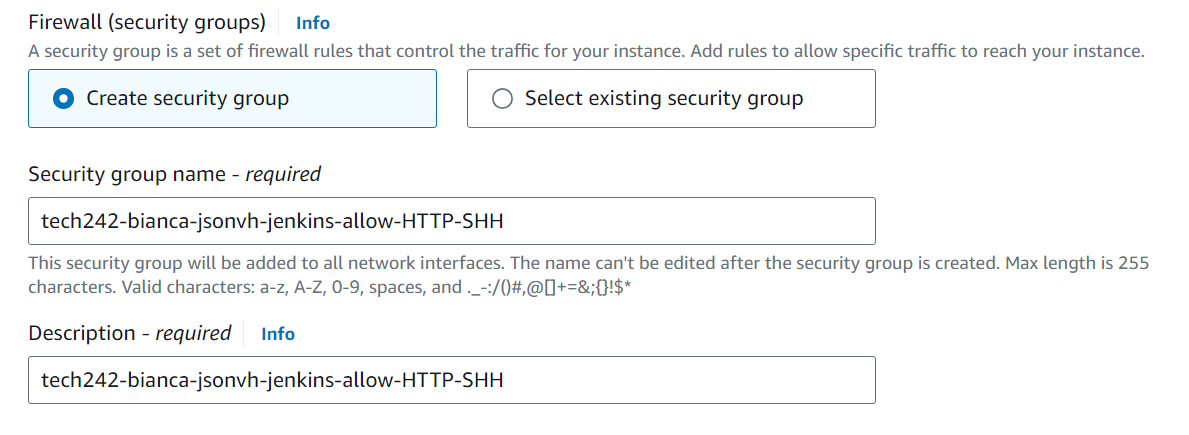 Firewall (security groups) Info
A security group is a set of firewall rules that control the traffic for your instance. Add rules to allow specific traffic to reach your instance.
Create security group Select existing security group
Security group name - required
tech242-bianca-jsonvh-jenkins-allow-HTTP-SHH
This security group will be added to all network interfaces. The name can't be edited after the security group is created. Max length is 255
characters. Valid characters: a-z, A-Z, 0-9, spaces, and ._-:/()#,@[]+=&;{}!$*
Description - required Info
tech242-bianca-jsonvh-jenkins-allow-HTTP-SHH